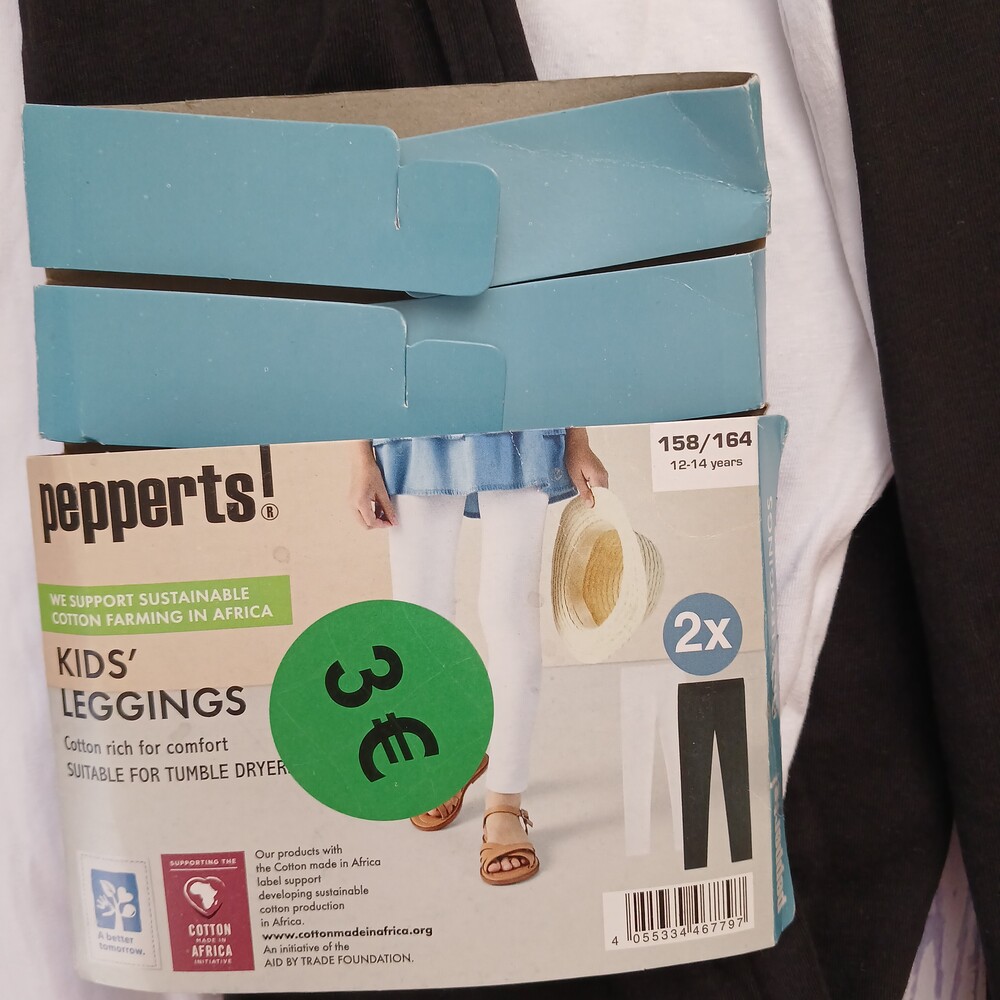 pepperts!®
158/164
12-14 years
WE SUPPORT SUSTAINABLE
COTTON FARMING IN AFRICA
KIDS'
LEGGINGS
Cotton rich for comfort
SUITABLE FOR TUMBLE DRYER
3€
2x
A better
tomorrow.
SUPPORTING THE
COTTON
MADE IN
AFRICA
INITIATIVE
Our products with
the Cotton made in Africa
label support
developing sustainable
cotton production
in Africa.
www.cottonmadeinafrica.org
An initiative of the
AID BY TRADE FOUNDATION.
4 055334 467797